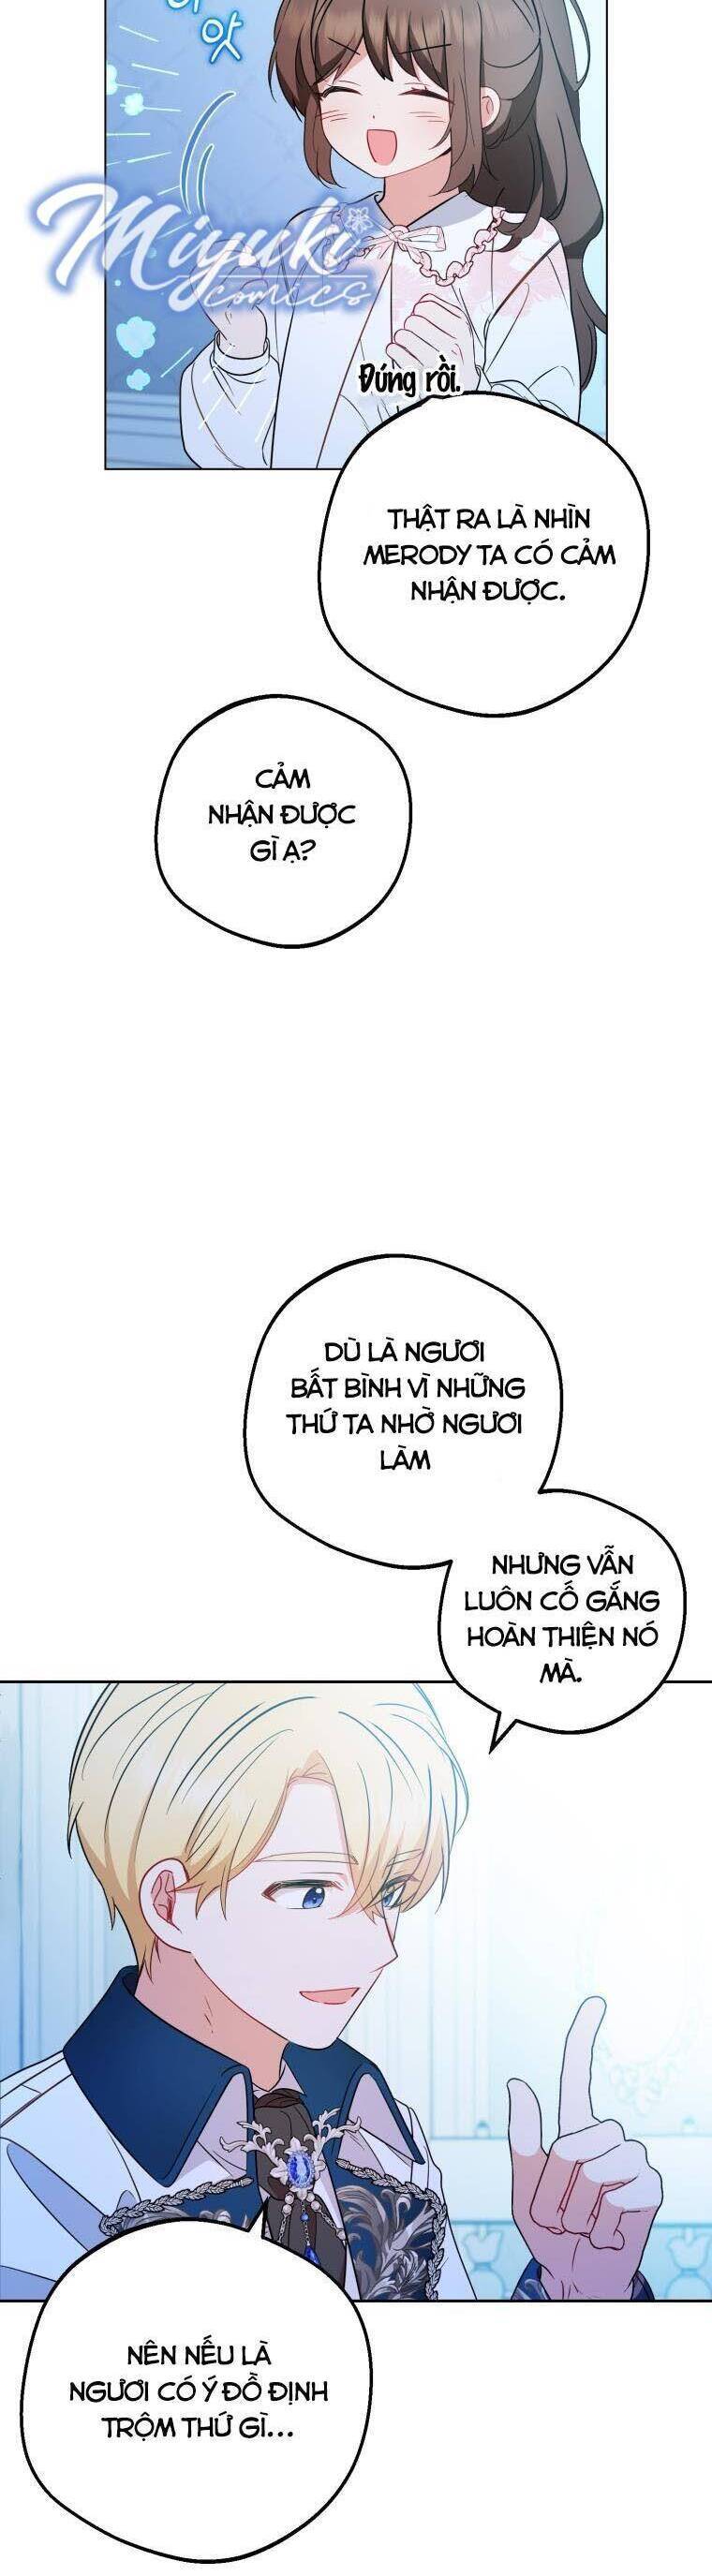 아 앗
Miyuki
comics
Đúng rồi.
THẬT RA LÀ NHÌN
MERODY TA CÓ CẢM
NHẬN ĐƯỢC.
CẢM
NHẬN ĐƯỢC
GÌ Ạ?
DÙ LÀ NGƯƠI
BẤT BÌNH VÌ NHỮNG
THỨ TA NHỜ NGƯƠI
LÀM
NHƯNG VẪN
LUÔN CỐ GẮNG
HOÀN THIỆN NÓ
MÀ.
NÊN NẾU LÀ
NGƯƠI CÓ Ý ĐỒ ĐỊNH
TRỘM THỨ GÌ...